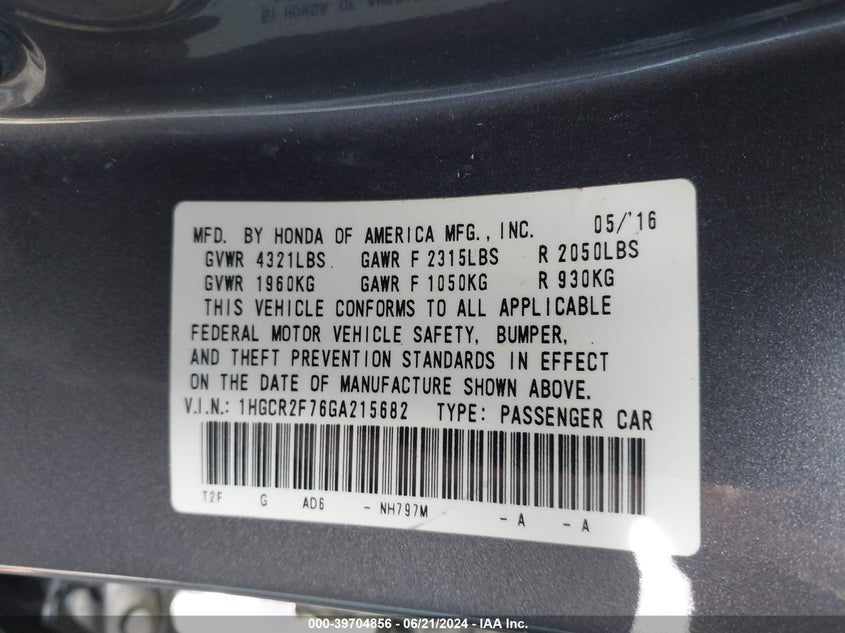 MFD. BY HONDA OF AMERICA MFG., INC. 05/'16
GVWR 4321LBS GAWR F 2315LBS R 2050LBS
GVWR 1960KG GAWR F 1050KG R 930KG
THIS VEHICLE CONFORMS TO ALL APPLICABLE
FEDERAL MOTOR VEHICLE SAFETY, BUMPER,
AND THEFT PREVENTION STANDARDS IN EFFECT
ON THE DATE OF MANUFACTURE SHOWN ABOVE.
V.I.N.: 1HGCR2F76GA215682 TYPE: PASSENGER CAR
T2F G AD6 - NH797M - A - A
000-39704856 / 06/21/2024 - IAA Inc.